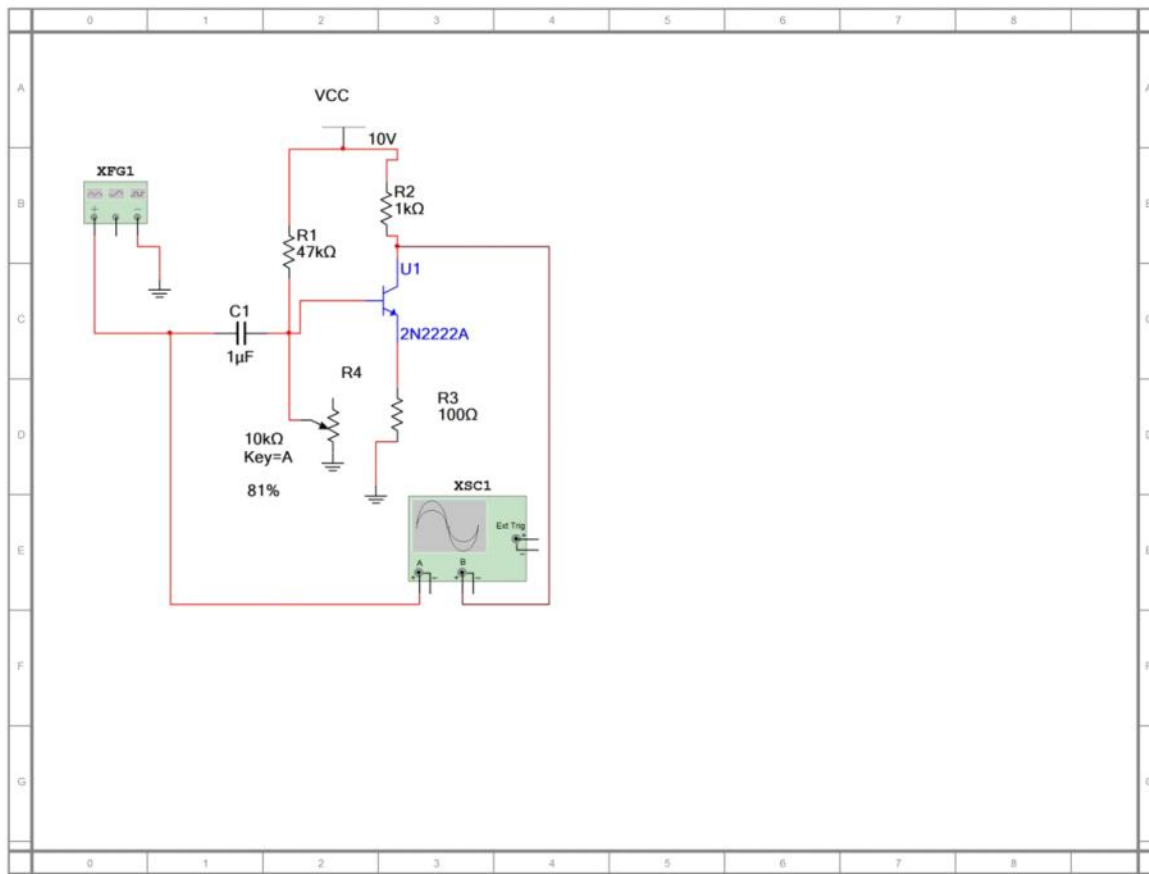 0 1 2 3 4 5 6 7 8
A A
VCC
10V
B
XFG1
R2
1kΩ
R1
47kΩ
+ −
U1
C
C1
2N2222A
1µF
R4
R3
100Ω
D D
10kΩ
Key=A
81%
XSC1
Ext Trig
+
−
E E
A B
+ − + −
F
G
0 1 2 3 4 5 6 7 8